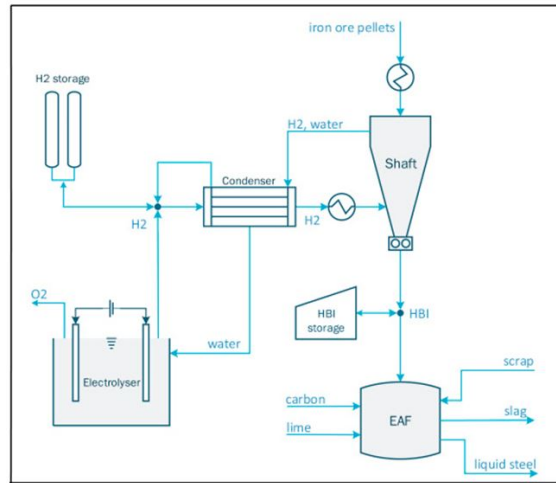 iron ore pellets
H2 storage
H2, water
Shaft
Condenser
H2
H2
O2
HBI
storage
HBI
water
Electrolyser
scrap
carbon
EAF
slag
lime
liquid steel